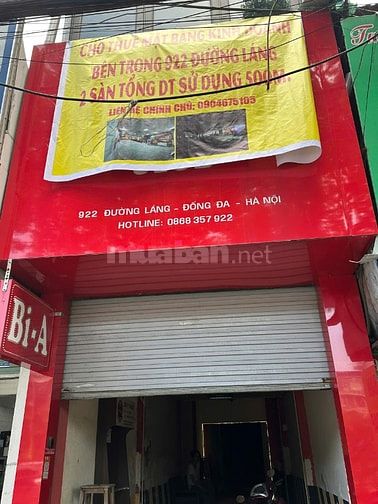 CHO THUÊ MẶT BẰNG KINH DOANH
BÊN TRONG 922 ĐƯỜNG LÁNG
2 SÀN TỔNG DT SỬ DỤNG 500M²
LIÊN HỆ CHÍNH CHỦ: 0904675105
922 ĐƯỜNG LÁNG - ĐỐNG ĐA - HÀ NỘI
HOTLINE: 0868 357 922
muaban.net
Bi-A